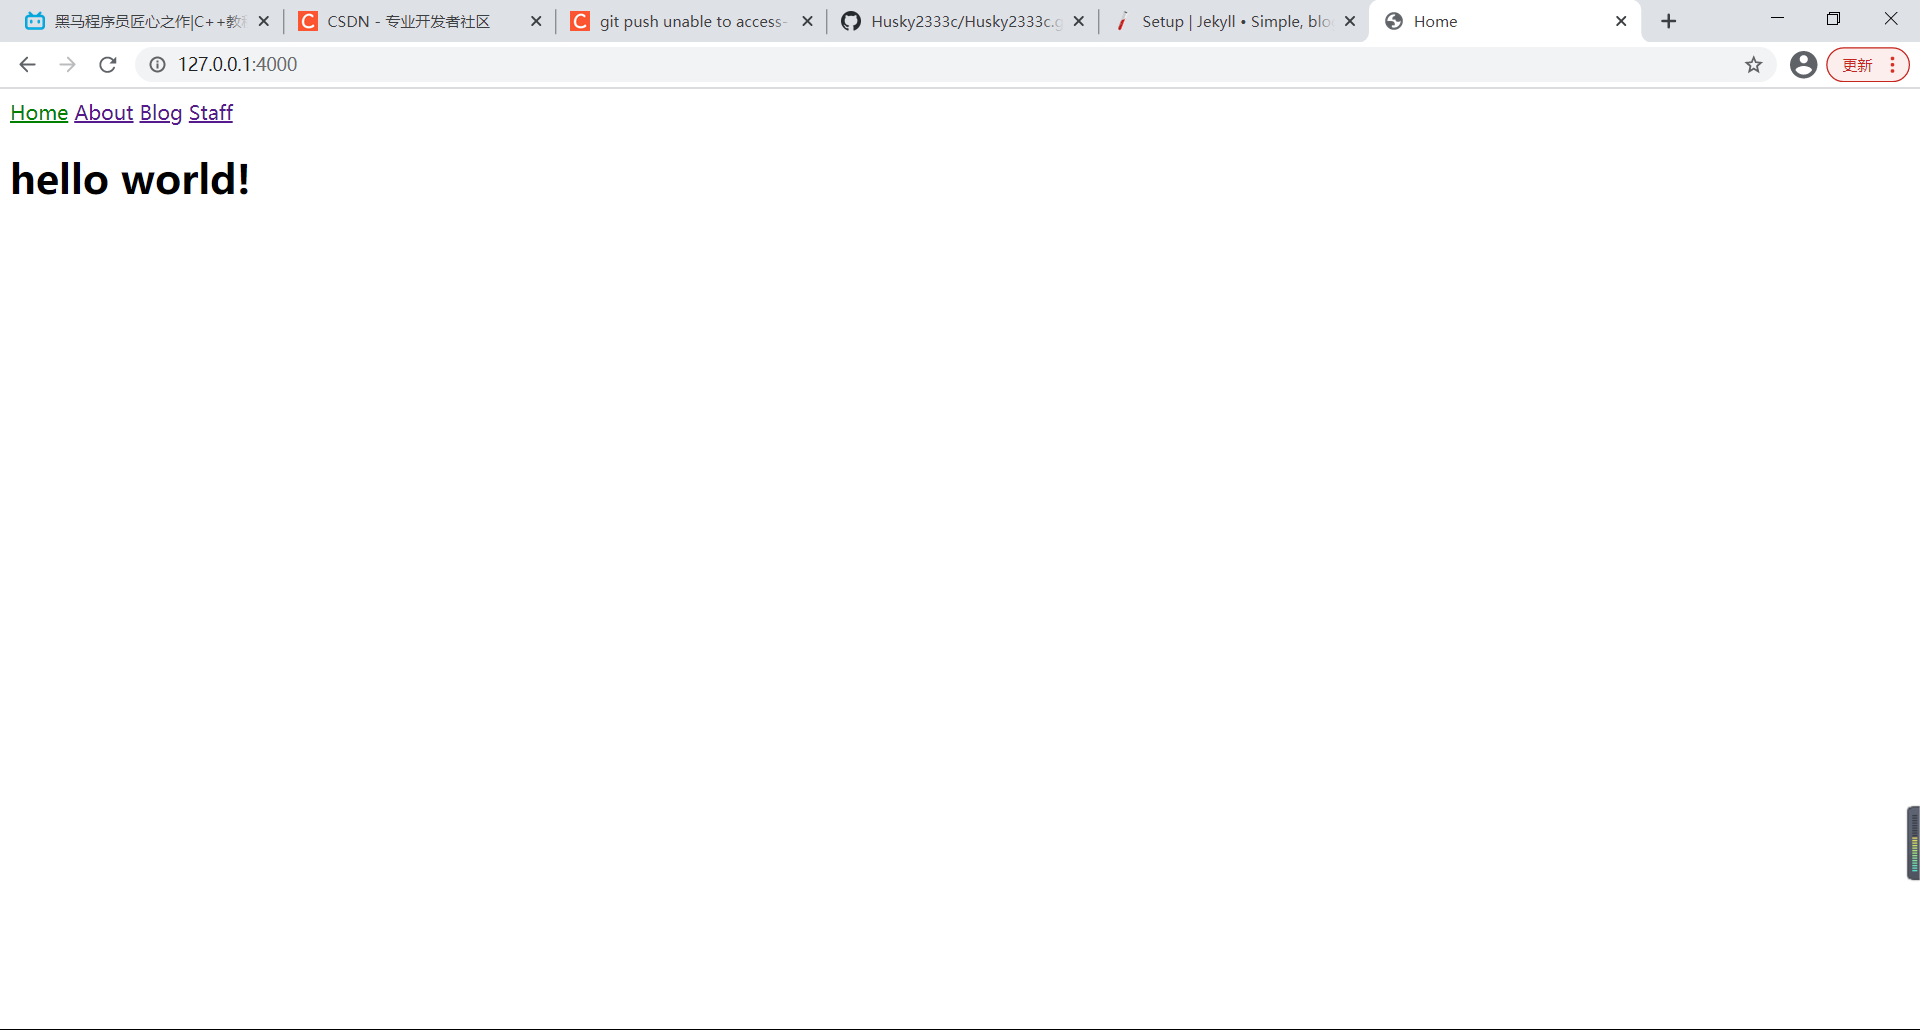 黑马程序员匠心之作|C++教
CSDN - 专业开发者社区
git push unable to access-
Husky2333c/Husky2333c.g
Setup | Jekyll • Simple, blo
Home
127.0.0.1:4000
更新
Home About Blog Staff
hello world!